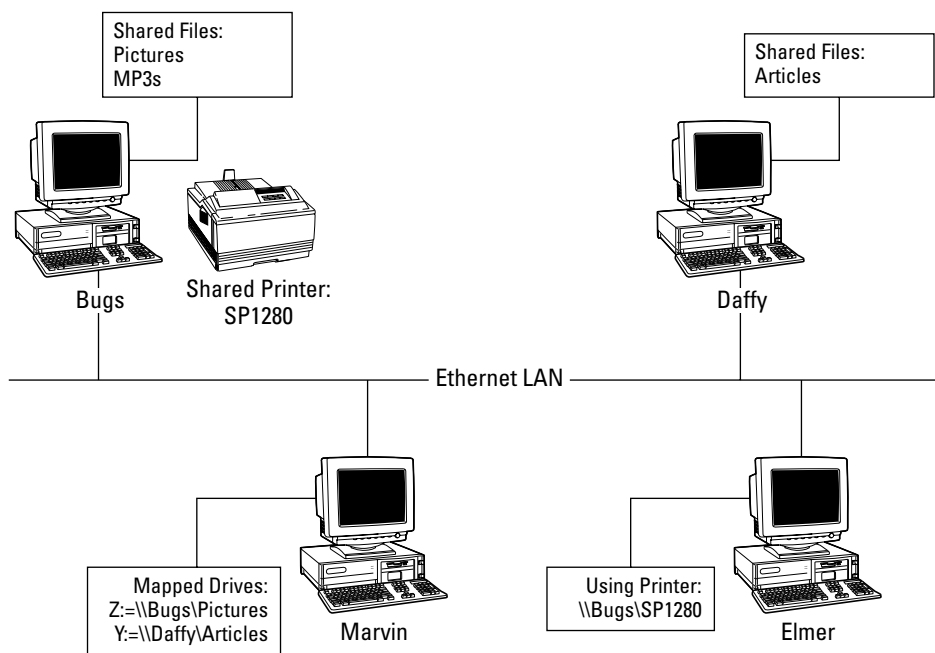 Shared Files:
Pictures
MP3s
Shared Files:
Articles
Bugs
Shared Printer:
SP1280
Daffy
Ethernet LAN
Mapped Drives:
Z:=\\Bugs\Pictures
Y:=\\Daffy\Articles
Marvin
Using Printer:
\\Bugs\SP1280
Elmer